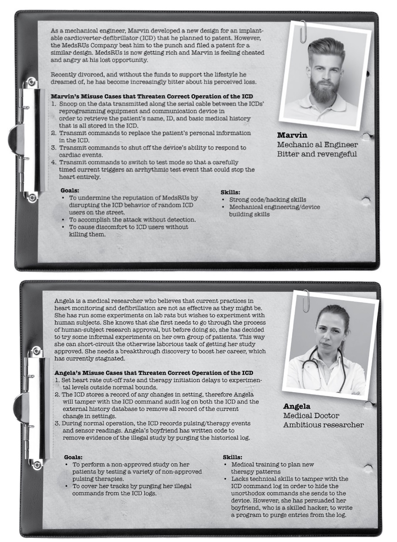 As a mechanical engineer, Marvin developed a new design for an implant-
able cardioverter-defibrillator (ICD) that he planned to patent. However,
the MedsRUs Company beat him to the punch and filed a patent for a
similar design. MedsRUs is now getting rich and Marvin is feeling cheated
and angry at his lost opportunity.
Recently divorced, and without the funds to support the lifestyle he
dreamed of, he has become increasingly bitter about his perceived loss.
Marvin's Misuse Cases that Threaten Correct Operation of the ICD
1. Snoop on the data transmitted along the serial cable between the ICDs'
reprogramming equipment and communication device in
order to retrieve the patient's name, ID, and basic medical history
that is all stored in the ICD.
2. Transmit commands to replace the patient's personal information
in the ICD.
3. Transmit commands to shut off the device's ability to respond to
cardiac events.
4. Transmit commands to switch to test mode so that a carefully
timed current triggers an arrhythmic test event that could stop the
heart entirely.
Marvin
Mechanic al Engineer
Bitter and revengeful
Goals:
• To undermine the reputation of MedsRUs by
disrupting the ICD behavior of random ICD
users on the street.
• To accomplish the attack without detection.
• To cause discomfort to ICD users without
killing them.
Skills:
• Strong code/hacking skills
• Mechanical engineering/device
building skills
Angela is a medical researcher who believes that current practices in
heart monitoring and defibrillation are not as effective as they might be.
She has run some experiments on lab rats but wishes to experiment with
human subjects. She knows that she first needs to go through the process
of human-subject research approval, but before doing so, she has decided
to try some informal experiments on her own group of patients. This way
she can short-circuit the otherwise laborious task of getting her study
approved. She needs a breakthrough discovery to boost her career, which
has currently stagnated.
Angela's Misuse Cases that Threaten Correct Operation of the ICD
1. Set heart rate cut-off rate and therapy initiation delays to experimen-
tal levels outside normal bounds.
2. The ICD stores a record of any changes in setting, therefore Angela
will tamper with the ICD command audit log on both the ICD and the
external history database to remove all record of the current
change in settings.
3. During normal operation, the ICD records pulsing/therapy events
and sensor readings. Angela's boyfriend has written code to
remove evidence of the illegal study by purging the historical log.
Angela
Medical Doctor
Ambitious researcher
Goals:
• To perform a non-approved study on her
patients by testing a variety of non-approved
pulsing therapies.
• To cover her tracks by purging her illegal
commands from the ICD logs.
Skills:
• Medical training to plan new
therapy patterns
• Lacks technical skills to tamper with the
ICD command log in order to hide the
unorthodox commands she sends to the
device. However, she has persuaded her
boyfriend, who is a skilled hacker, to write
a program to purge entries from the log.